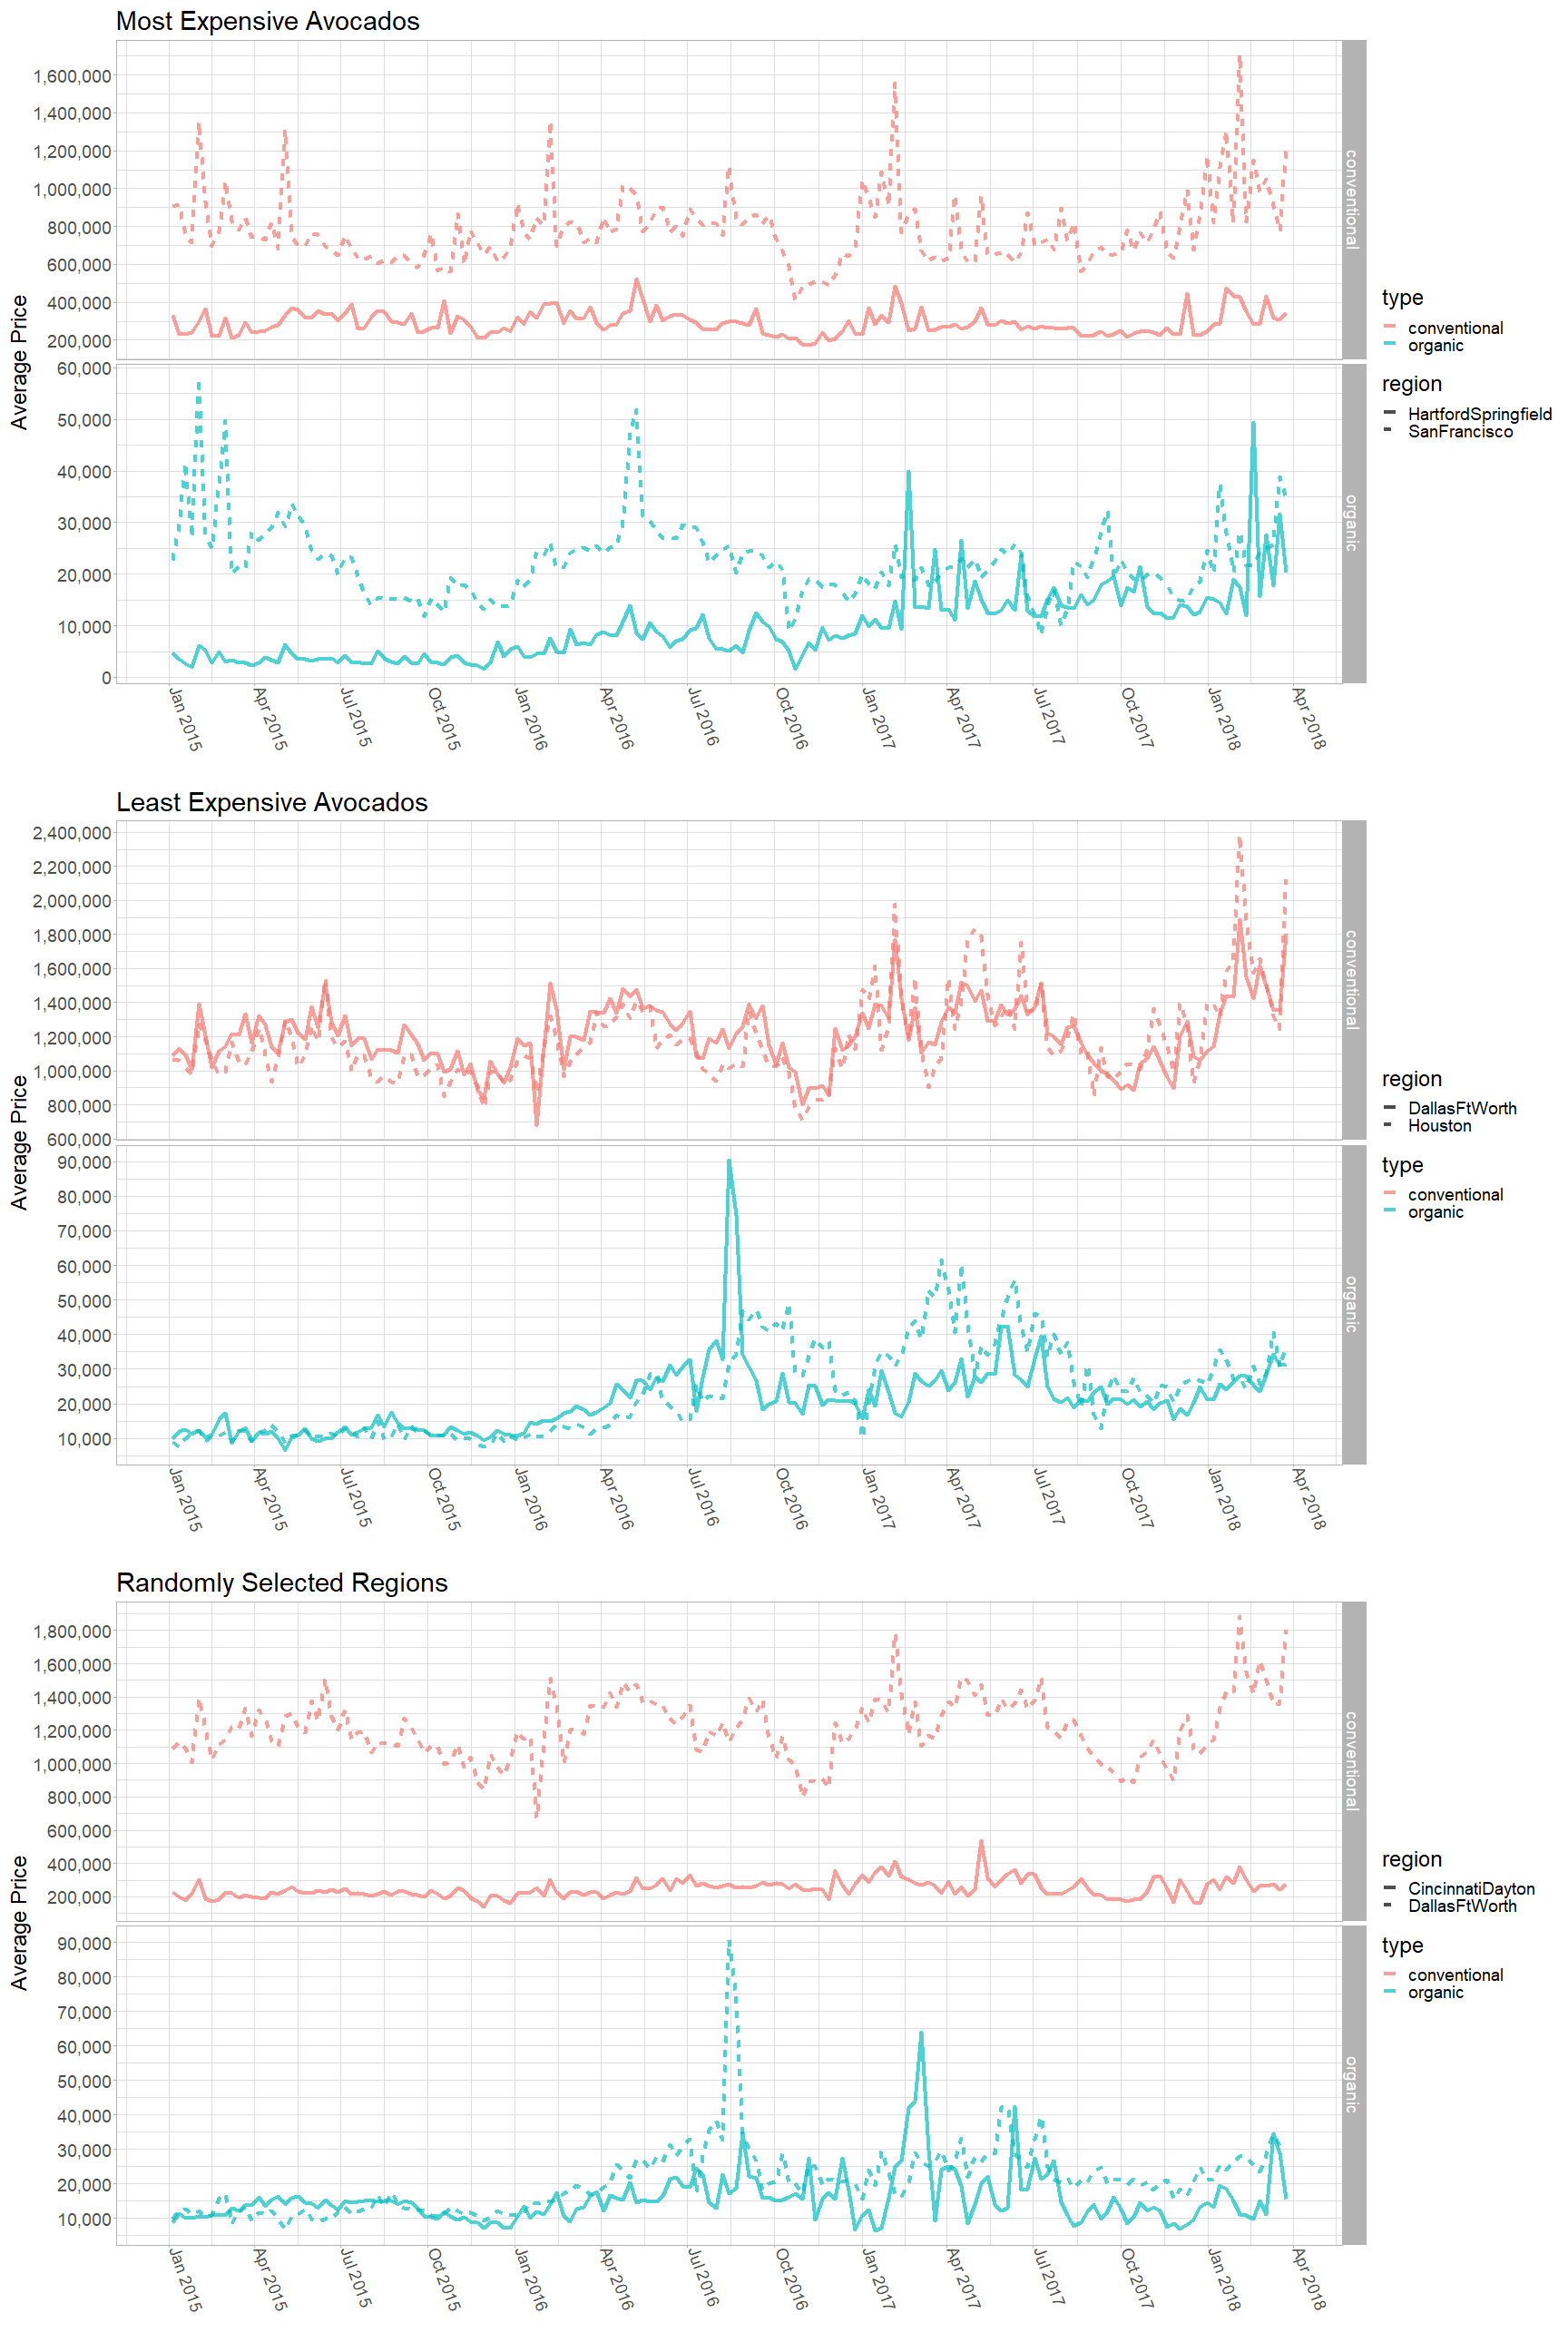 Most Expensive Avocados
Average Price
1,600,000
1,400,000
1,200,000
1,000,000
800,000
600,000
400,000
200,000
conventional
60,000
50,000
40,000
30,000
20,000
10,000
0
organic
Jan 2015
Apr 2015
Jul 2015
Oct 2015
Jan 2016
Apr 2016
Jul 2016
Oct 2016
Jan 2017
Apr 2017
Jul 2017
Oct 2017
Jan 2018
Apr 2018
type
conventional
organic
region
HartfordSpringfield
SanFrancisco
Least Expensive Avocados
Average Price
2,400,000
2,200,000
2,000,000
1,800,000
1,600,000
1,400,000
1,200,000
1,000,000
800,000
600,000
conventional
90,000
80,000
70,000
60,000
50,000
40,000
30,000
20,000
10,000
organic
Jan 2015
Apr 2015
Jul 2015
Oct 2015
Jan 2016
Apr 2016
Jul 2016
Oct 2016
Jan 2017
Apr 2017
Jul 2017
Oct 2017
Jan 2018
Apr 2018
region
DallasFtWorth
Houston
type
conventional
organic
Randomly Selected Regions
Average Price
1,800,000
1,600,000
1,400,000
1,200,000
1,000,000
800,000
600,000
400,000
200,000
conventional
90,000
80,000
70,000
60,000
50,000
40,000
30,000
20,000
10,000
organic
Jan 2015
Apr 2015
Jul 2015
Oct 2015
Jan 2016
Apr 2016
Jul 2016
Oct 2016
Jan 2017
Apr 2017
Jul 2017
Oct 2017
Jan 2018
Apr 2018
region
CincinnatiDayton
DallasFtWorth
type
conventional
organic